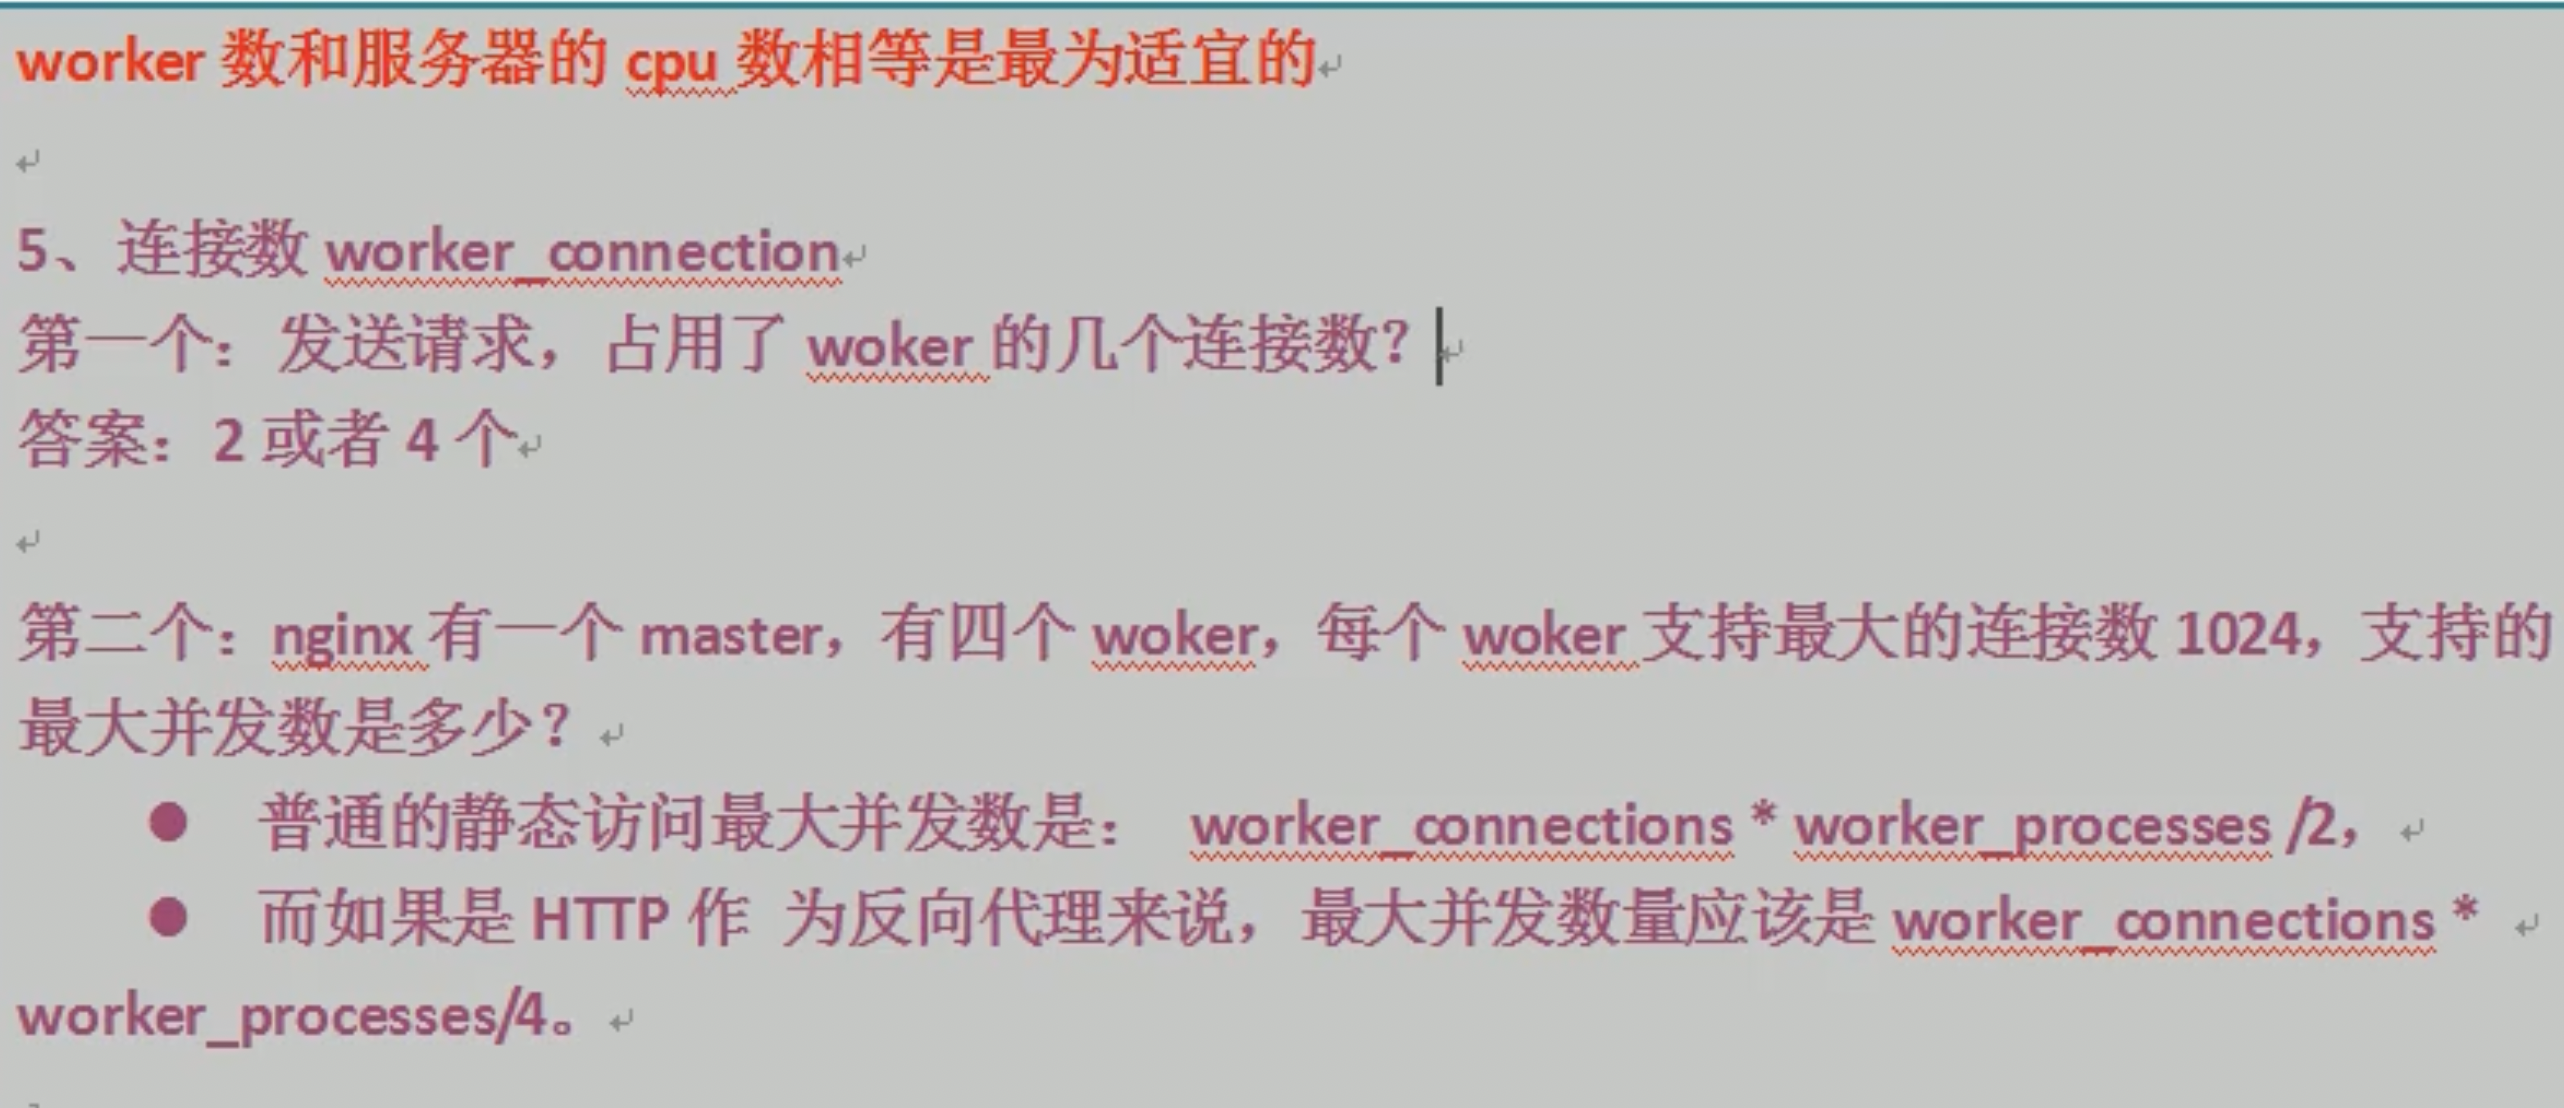 worker 数和服务器的 cpu 数相等是最为适宜的
5、连接数 worker_connection
第一个：发送请求，占用了 woker 的几个连接数？
答案：2 或者 4 个
第二个：nginx 有一个 master，有四个 woker，每个 woker 支持最大的连接数 1024，支持的
最大并发数是多少？
● 普通的静态访问最大并发数是： worker_connections * worker_processes /2，
● 而如果是 HTTP 作 为反向代理来说，最大并发数量应该是 worker_connections *
worker_processes/4。